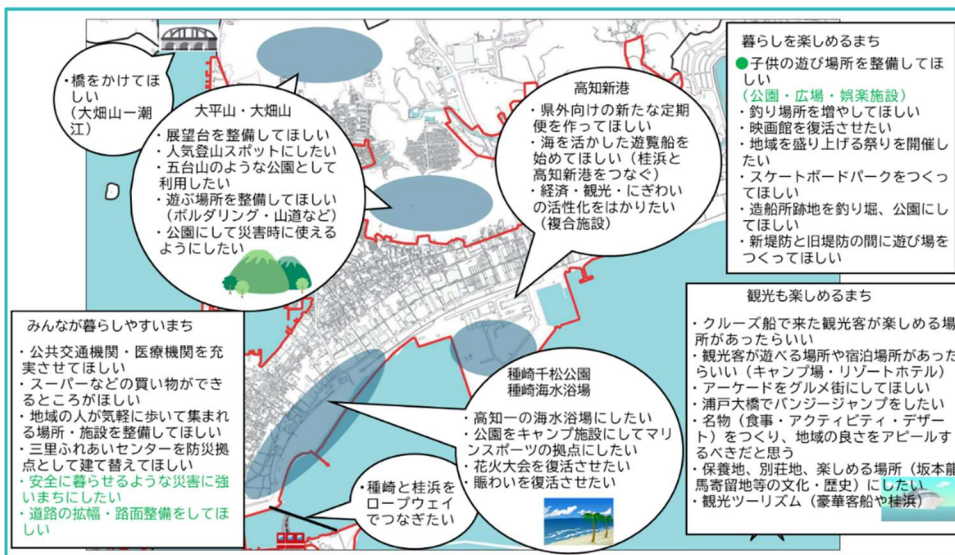 ・橋をかけて
ほしい
(大畑山ー潮
江)
大平山・大畑山
・展望台を整備してほしい
・人気登山スポットにしたい
・五台山のような公園として
利用したい
・遊ぶ場所を整備してほしい
(ボルダリング・山道など)
・公園にして災害時に使える
ようにしたい
高知新港
・県外向けの新たな定期
便を作ってほしい
・海を活かした遊覧船を
始めてほしい(桂浜と
高知新港をつなぐ)
・経済・観光・にぎわい
の活性化をはかりたい
(複合施設)
暮らしを楽しめるまち
●子供の遊び場所を整備してほ
しい
(公園・広場・娯楽施設)
・釣り場所を増やしてほしい
・映画館を復活させたい
・地域を盛り上げる祭りを開催し
たい
・スケートボードパークをつくっ
てほしい
・造船所跡地を釣り堀、公園にし
てほしい
・新堤防と旧堤防の間に遊び場を
つくってほしい
みんなが暮らしやすいまち
・公共交通機関・医療機関を充
実させてほしい
・スーパーなどの買い物ができ
るところがほしい
・地域の人が気軽に歩いて集まれ
る場所・施設を整備してほしい
・三里ふれあいセンターを防災拠
点として建て替えてほしい
・安全に暮らせるような災害に強
いまちにしたい
・道路の拡幅・路面整備をしてほ
しい
種崎千松公園
種崎海水浴場
・高知一の海水浴場にしたい
・公園をキャンプ施設にしてマリ
ンスポーツの拠点にしたい
・花火大会を復活させたい
・賑わいを復活させたい
・種崎と桂浜を
ロープウェイ
でつなぎたい
観光も楽しめるまち
・クルーズ船で来た観光客が楽しめる場
所があったらいい
・観光客が遊べる場所や宿泊場所があった
らいい(キャンプ場・リゾートホテル)
・アーケードをグルメ街にしてほしい
・浦戸大橋でバンジージャンプをしたい
・名物(食事・アクティビティ・デザー
ト)をつくり、地域の良さをアピールす
るべきだと思う
・保養地、別荘地、楽しめる場所(坂本龍
馬寄留地等の文化・歴史)にしたい
・観光ツーリズム(豪華客船や桂浜)